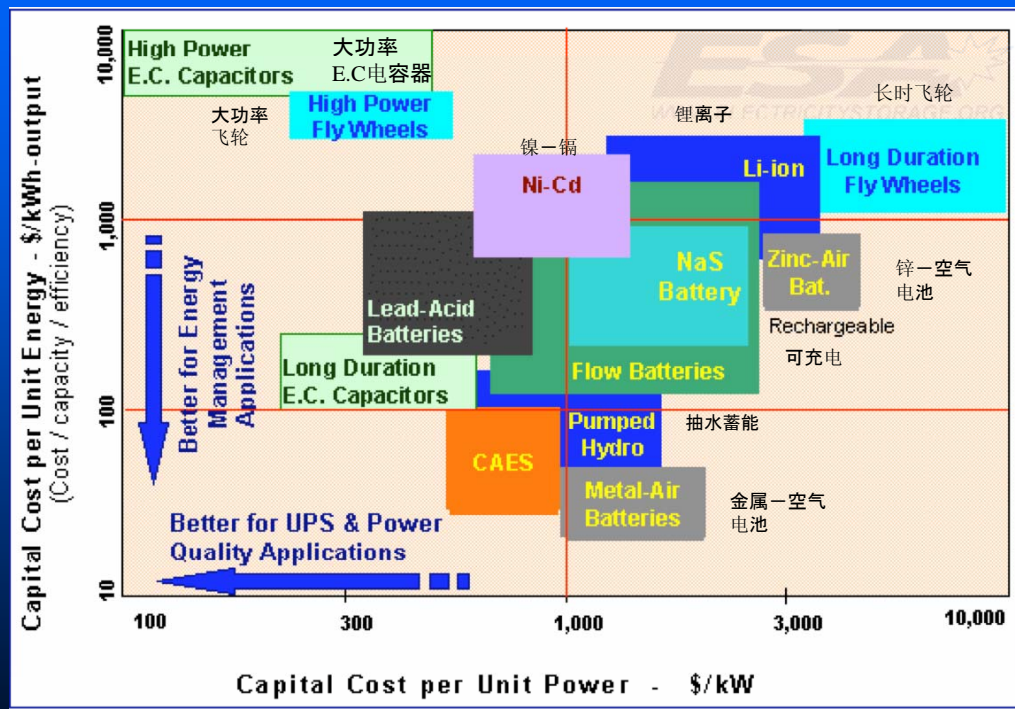 ESA
WWW.ELECTRICITYSTORAGE.ORG
Capital Cost per Unit Energy - $/kWh-output
(Cost / capacity / efficiency)
10,000
1,000
100
10
High Power
E.C. Capacitors
大功率
E.C电容器
大功率
飞轮
High Power
Fly Wheels
镍－镉
Ni-Cd
锂离子
Li-ion
长时飞轮
Long Duration
Fly Wheels
Better for Energy
Management
Applications
Lead-Acid
Batteries
NaS
Battery
Zinc-Air
Bat.
锌－空气
电池
Rechargeable
可充电
Long Duration
E.C. Capacitors
Flow Batteries
Pumped
Hydro
抽水蓄能
CAES
Metal-Air
Batteries
金属－空气
电池
Better for UPS & Power
Quality Applications
100
300
1,000
3,000
10,000
Capital Cost per Unit Power - $/kW